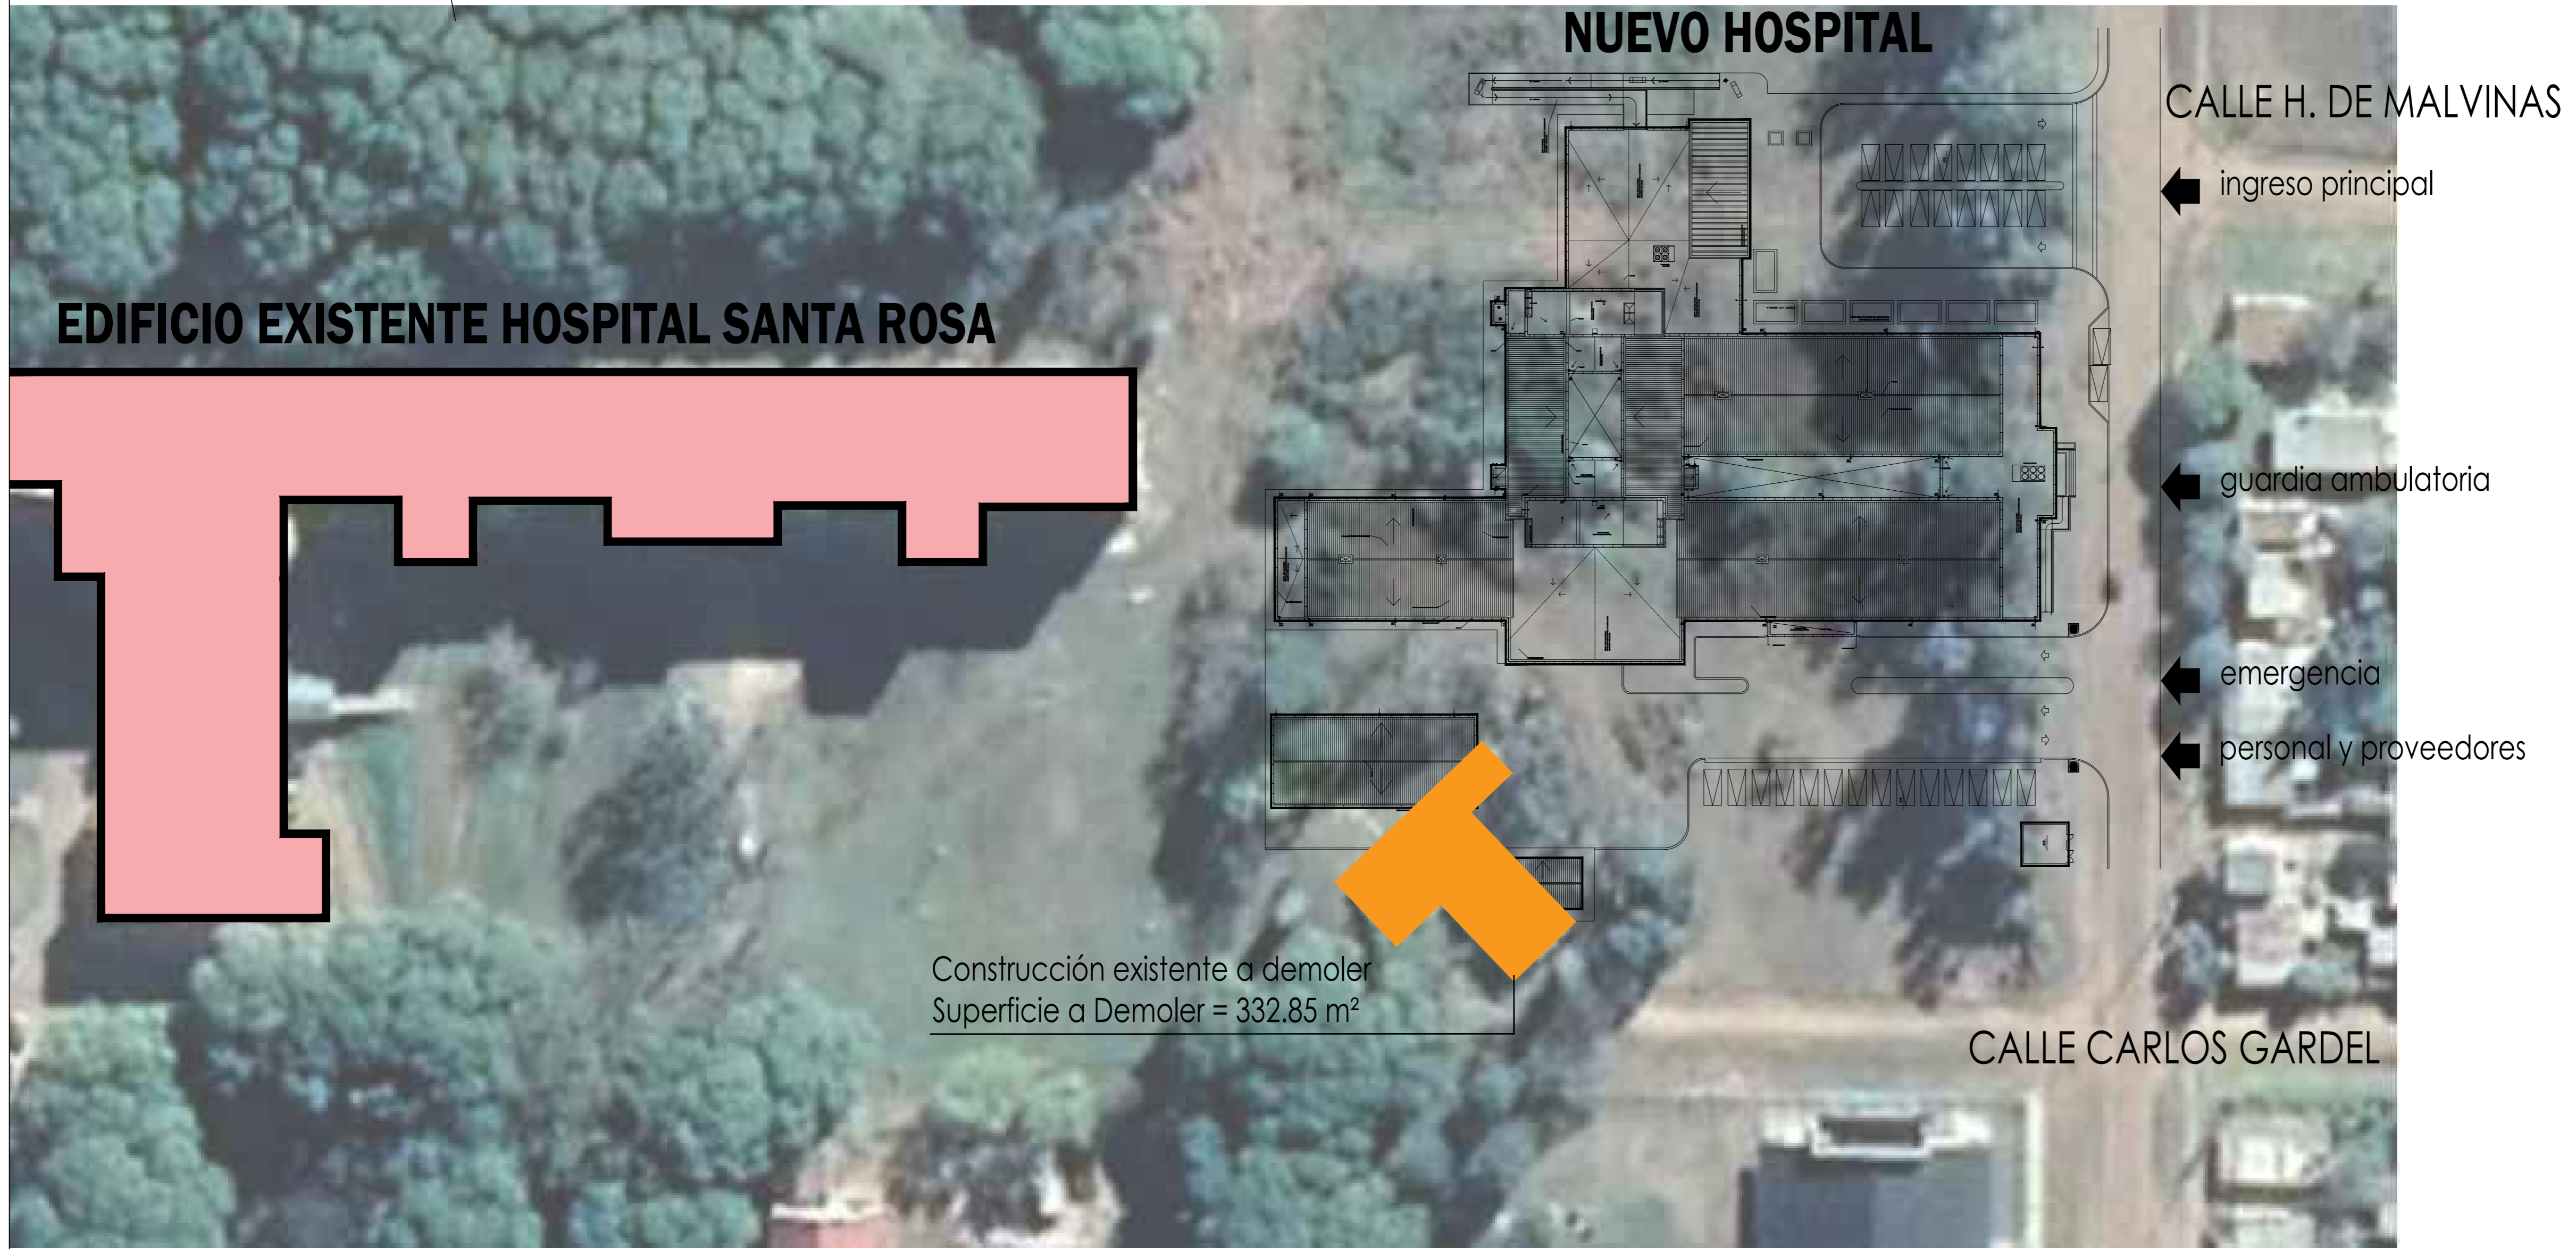 NUEVO HOSPITAL
CALLE H. DE MALVINAS
ingreso principal
EDIFICIO EXISTENTE HOSPITAL SANTA ROSA
guardia ambulatoria
emergencia
personal y proveedores
Construcción existente a demoler
Superficie a Demoler = 332.85 m²
CALLE CARLOS GARDEL